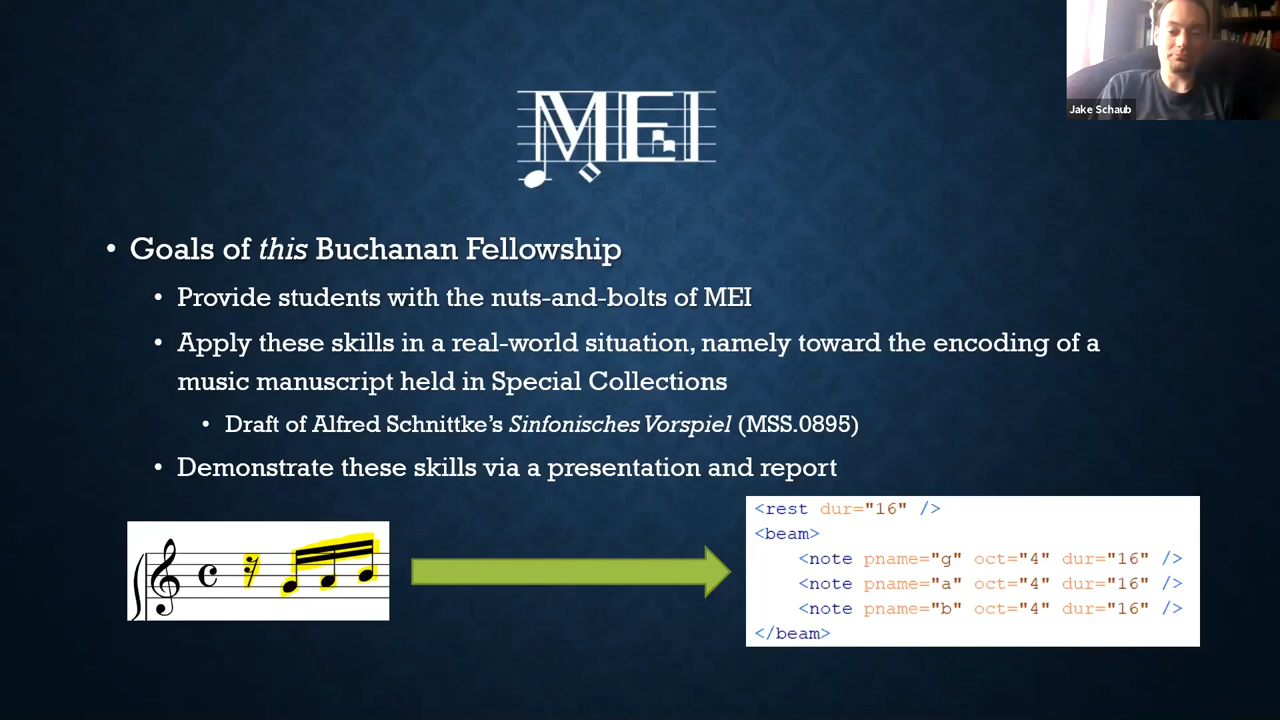 Jake Schaub
MEI
• Goals of this Buchanan Fellowship
• Provide students with the nuts-and-bolts of MEI
• Apply these skills in a real-world situation, namely toward the encoding of a
music manuscript held in Special Collections
• Draft of Alfred Schnittke’s Sinfonisches Vorspiel (MSS.0895)
• Demonstrate these skills via a presentation and report
<rest dur="16" />
<beam>
<note pname="g" oct="4" dur="16" />
<note pname="a" oct="4" dur="16" />
<note pname="b" oct="4" dur="16" />
</beam>